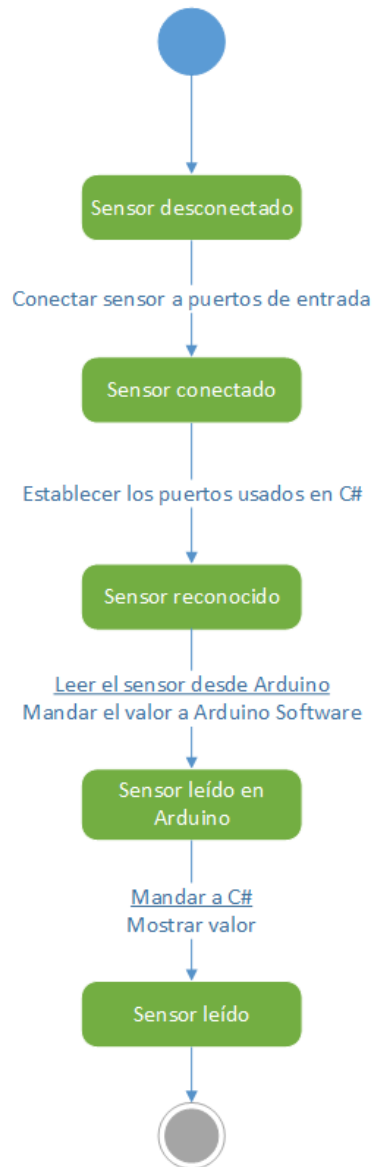 Sensor desconectado
Conectar sensor a puertos de entrada
Sensor conectado
Establecer los puertos usados en C#
Sensor reconocido
Leer el sensor desde Arduino
Mandar el valor a Arduino Software
Sensor leído en
Arduino
Mandar a C#
Mostrar valor
Sensor leído